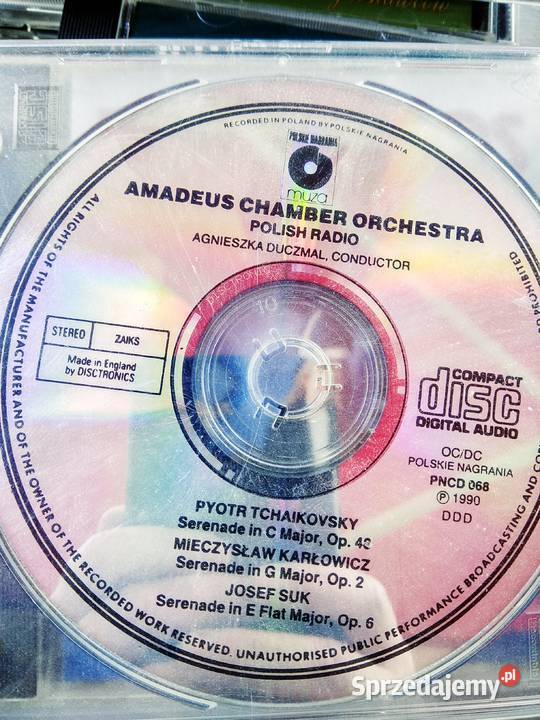 RECORDED IN POLAND BY POLSKIE NAGRANIA
POLSKIE NAGRANIA
muza
AMADEUS CHAMBER ORCHESTRA
POLISH RADIO
AGNIESZKA DUCZMAL, CONDUCTOR
STEREO ZAIKS
Made in England
by DISCTRONICS
COMPACT
disc
DIGITAL AUDIO
OC/DC
POLSKIE NAGRANIA
PNCD 068
Ⓟ 1990
DDD
PYOTR TCHAIKOVSKY
Serenade in C Major, Op. 48
MIECZYSŁAW KARŁOWICZ
Serenade in G Major, Op. 2
JOSEF SUK
Serenade in E Flat Major, Op. 6
ALL RIGHTS OF THE MANUFACTURER AND OF THE OWNER OF THE RECORDED WORK RESERVED. UNAUTHORISED PUBLIC PERFORMANCE BROADCASTING AND PROHIBITED
Sprzedajemy.pl